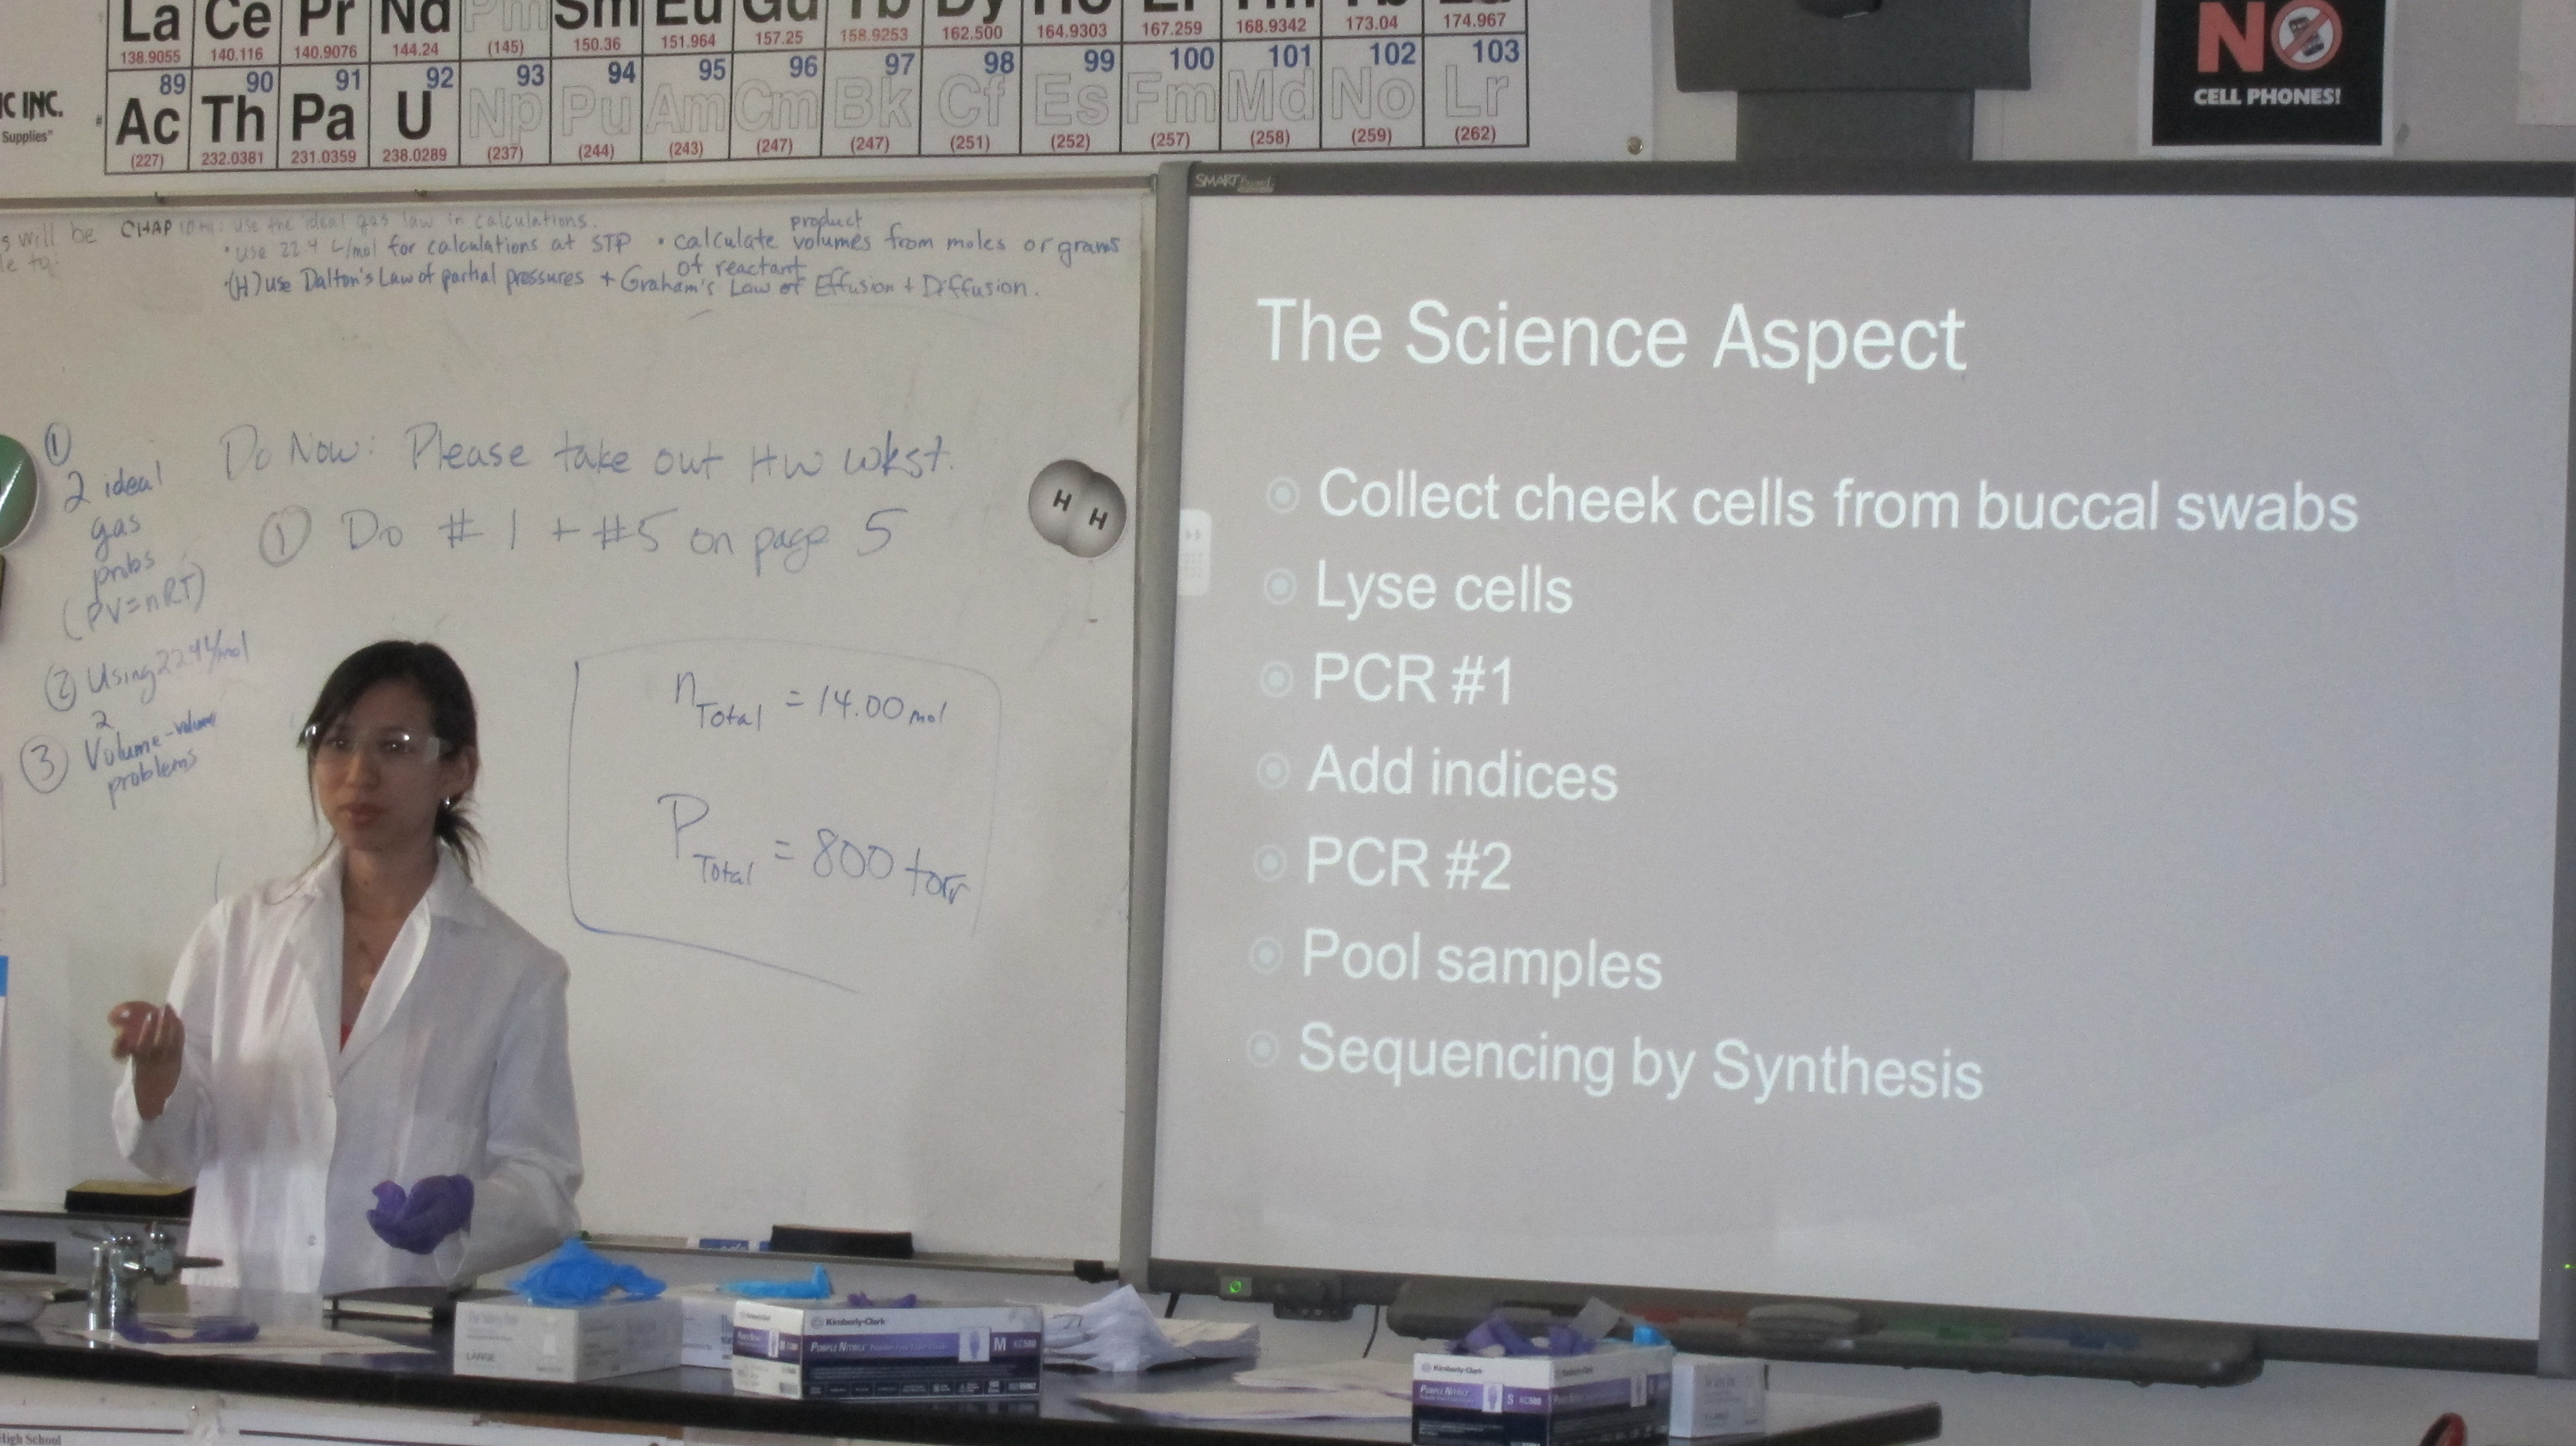 La Ce Pr Nd Pm Sm Eu Gd Tb Dy Ho Er Tm Yb Lu
138.9055 140.116 140.9076 144.24 (145) 150.36 151.964 157.25 158.9253 162.500 164.9303 167.259 168.9342 173.04 174.967
89 90 91 92 93 94 95 96 97 98 99 100 101 102 103
Ac Th Pa U Np Pu Am Cm Bk Cf Es Fm Md No Lr
(227) 232.0381 231.0359 238.0289 (237) (244) (243) (247) (247) (251) (252) (257) (258) (259) (262)
C INC.
Supplies"
NO
CELL PHONES!
SMART Board
s will be
le to:
CHAP use the ideal gas law in calculations.
• use 22.4 L/mol for calculations at STP • calculate product volumes from moles or grams
of reactant
• (H) use Dalton's Law of partial pressures + Graham's Law of Effusion + Diffusion.
Do Now: Please take out HW wkst.
① Do #1 + #5 on page 5
①
2 ideal
gas
probs
(PV=nRT)
② Using 22.4 L/mol
2
③ Volume-volume
problems
n Total = 14.00 mol
P Total = 800 torr
H H
The Science Aspect
Collect cheek cells from buccal swabs
Lyse cells
PCR #1
Add indices
PCR #2
Pool samples
Sequencing by Synthesis
LARGE
Kimberly-Clark
PURPLE NITRILE
M KC500
Kimberly-Clark
PURPLE NITRILE
S KC500
High School